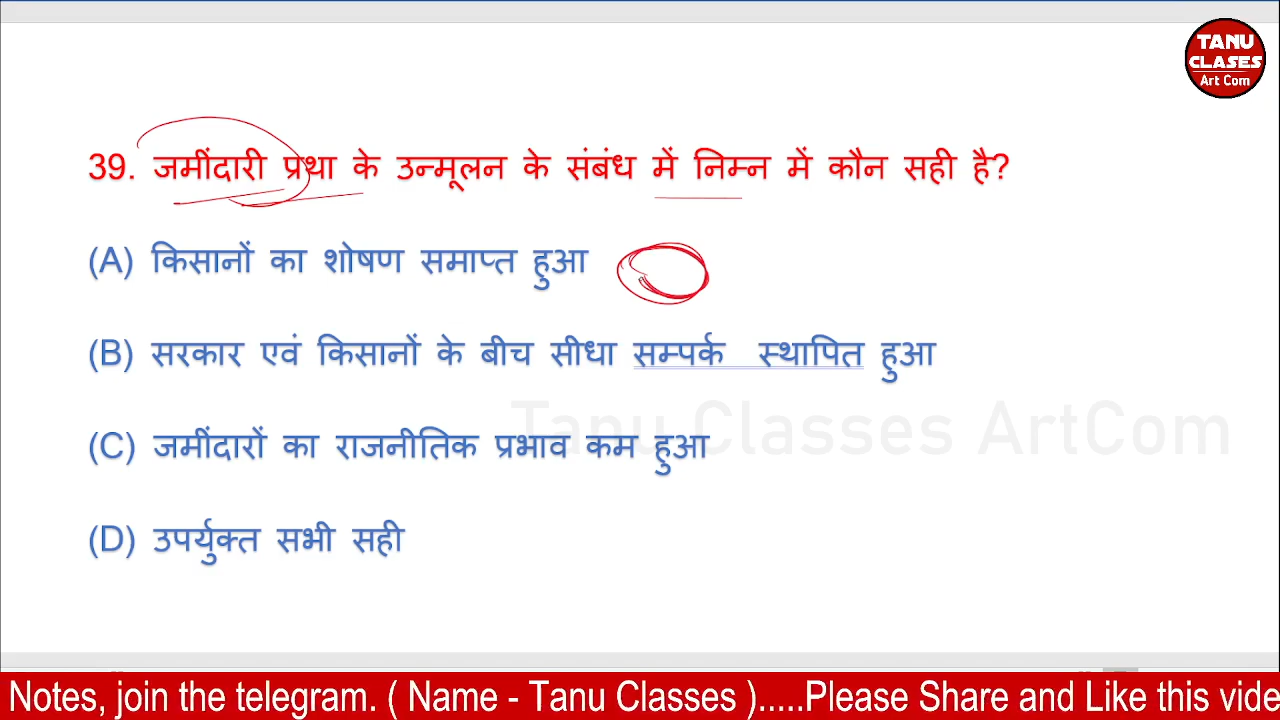 TANU
CLASES
Art Com
39. जमींदारी प्रथा के उन्मूलन के संबंध में निम्न में कौन सही है?
(A) किसानों का शोषण समाप्त हुआ
(B) सरकार एवं किसानों के बीच सीधा सम्पर्क स्थापित हुआ
Tanu Classes ArtCom
(C) जमींदारों का राजनीतिक प्रभाव कम हुआ
(D) उपर्युक्त सभी सही
Notes, join the telegram. ( Name - Tanu Classes ).....Please Share and Like this vide